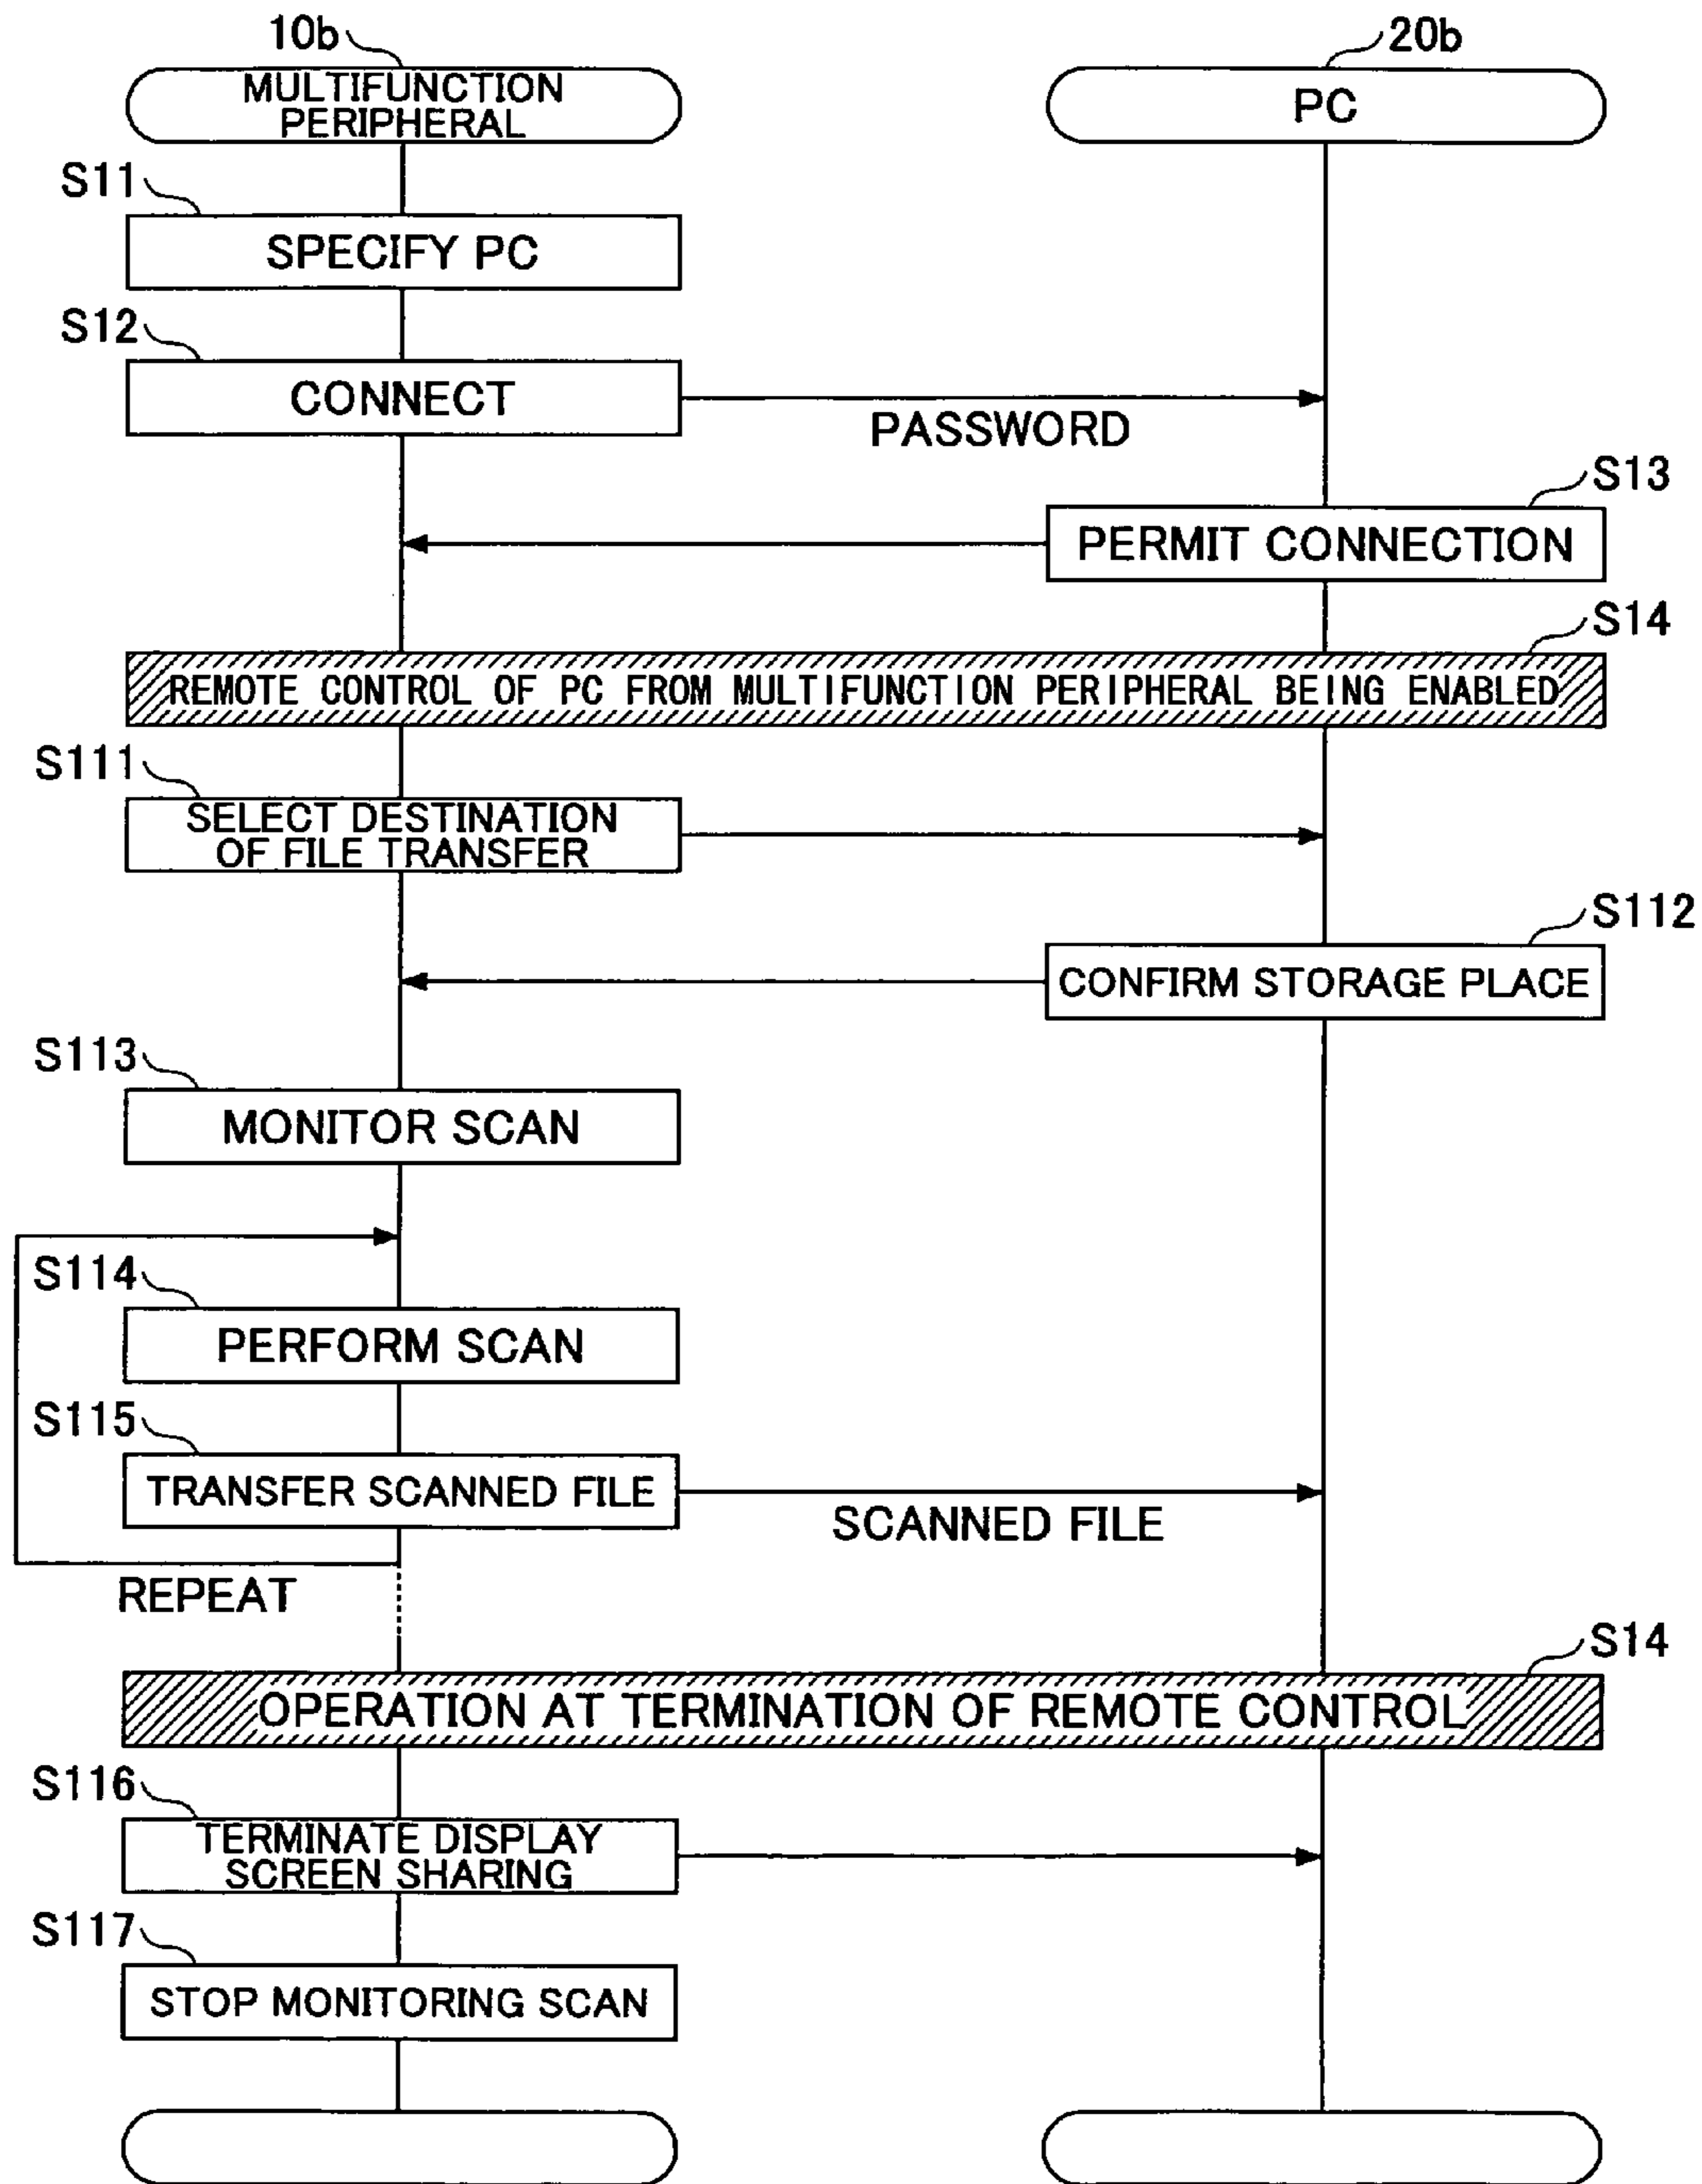 10b
20b
MULTIFUNCTION
PERIPHERAL
PC
S11
SPECIFY PC
S12
CONNECT
PASSWORD
S13
PERMIT CONNECTION
S14
REMOTE CONTROL OF PC FROM MULTIFUNCTION PERIPHERAL BEING ENABLED
S111
SELECT DESTINATION
OF FILE TRANSFER
S112
CONFIRM STORAGE PLACE
S113
MONITOR SCAN
S114
PERFORM SCAN
S115
TRANSFER SCANNED FILE
SCANNED FILE
REPEAT
S14
OPERATION AT TERMINATION OF REMOTE CONTROL
S116
TERMINATE DISPLAY
SCREEN SHARING
S117
STOP MONITORING SCAN